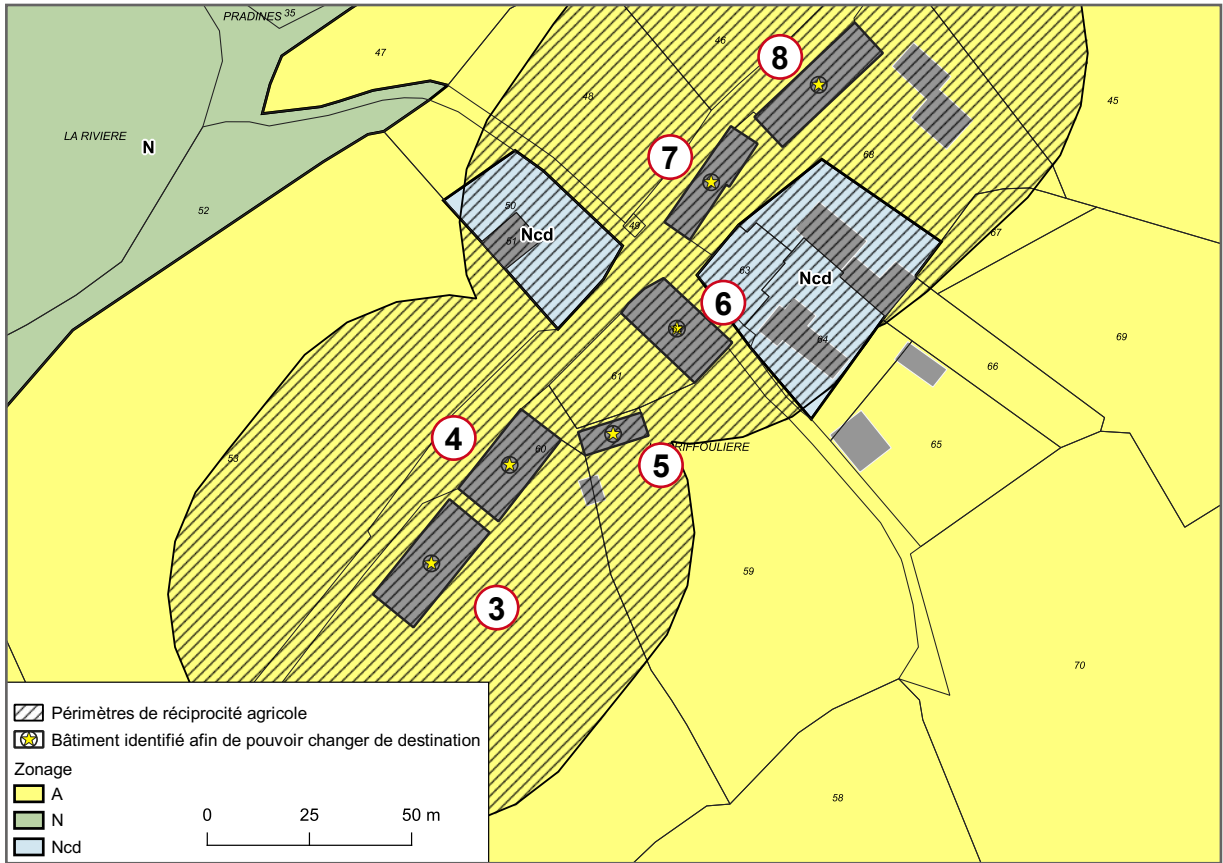 PRADINES 35
47
46
8
48
45
LA RIVIERE
N
7
68
52
50
49
51
Ncd
67
63
Ncd
6
69
64
66
61
4
65
60
RIFFOULIERE
53
5
59
3
70
58
Périmètres de réciprocité agricole
Bâtiment identifié afin de pouvoir changer de destination
Zonage
A
N
Ncd
0 25 50 m